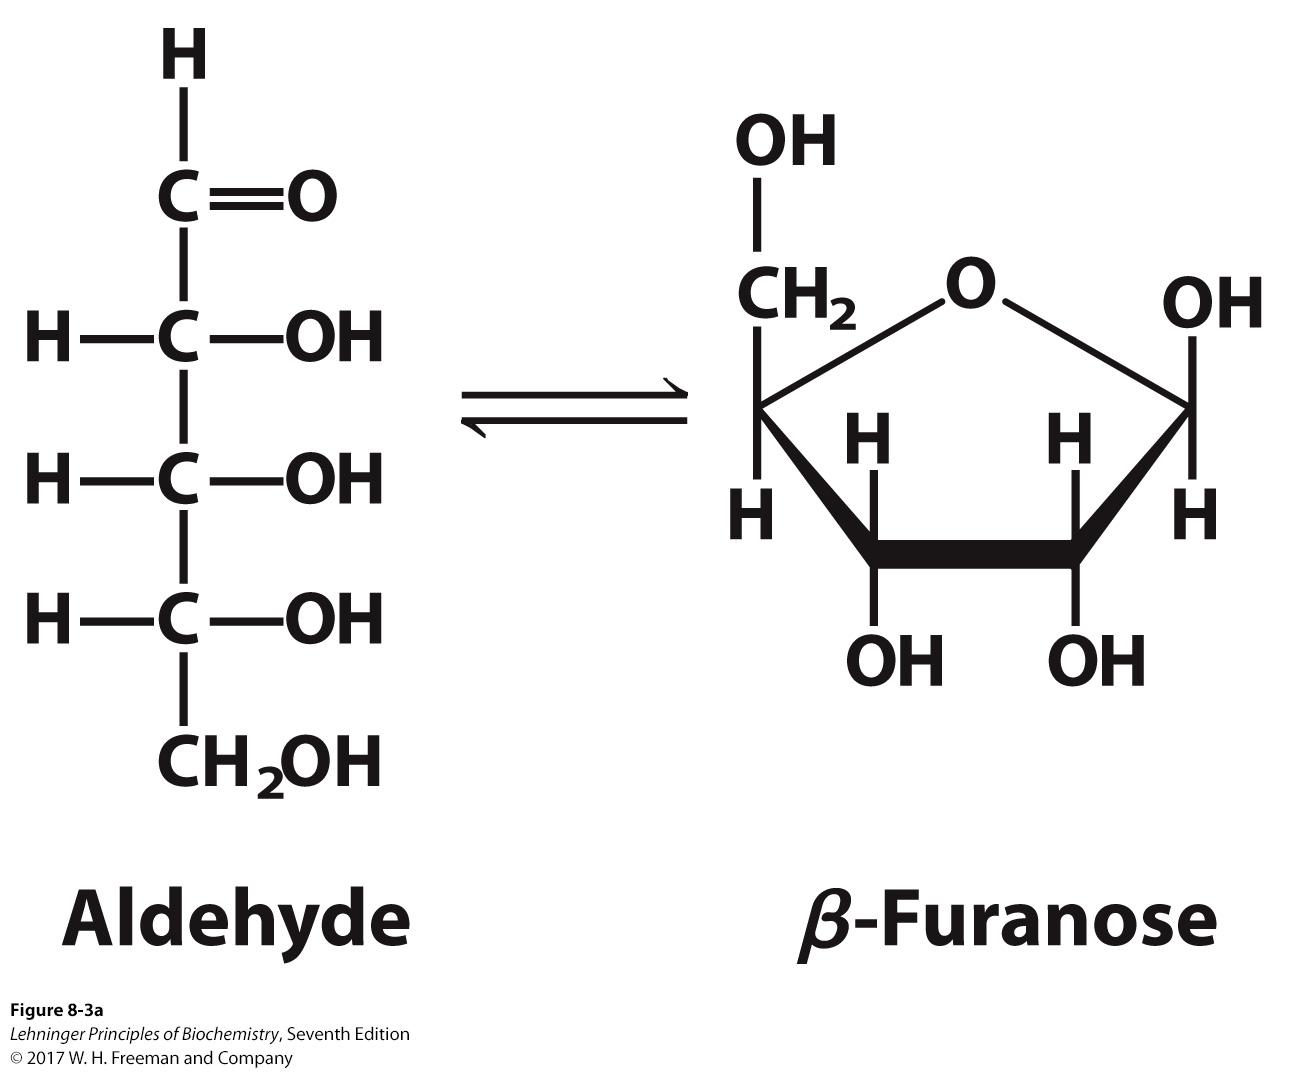 H
C=O
H—C—OH
H—C—OH
H—C—OH
CH₂OH
OH
CH₂
O
OH
H
H
H
H
OH
OH
Aldehyde
β-Furanose
Figure 8-3a
Lehninger Principles of Biochemistry, Seventh Edition
© 2017 W. H. Freeman and Company